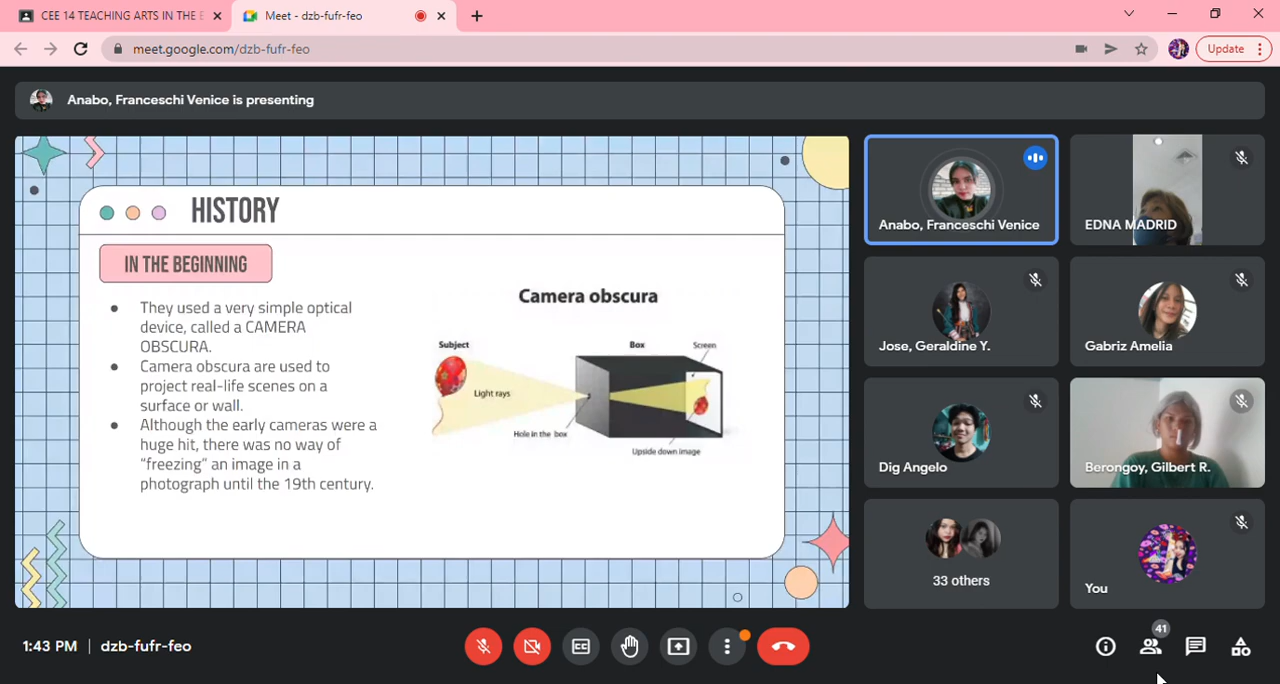 CEE 14 TEACHING ARTS IN THE E
Meet - dzb-fufr-feo
meet.google.com/dzb-fufr-feo
Update
Anabo, Franceschi Venice is presenting
HISTORY
IN THE BEGINNING
• They used a very simple optical
device, called a CAMERA
OBSCURA.
• Camera obscura are used to
project real-life scenes on a
surface or wall.
• Although the early cameras were a
huge hit, there was no way of
“freezing” an image in a
photograph until the 19th century.
Camera obscura
Subject
Box
Screen
Light rays
Hole in the box
Upside down image
Anabo, Franceschi Venice
EDNA MADRID
Jose, Geraldine Y.
Gabriz Amelia
Dig Angelo
Berongoy, Gilbert R.
33 others
You
1:43 PM | dzb-fufr-feo
CC
41